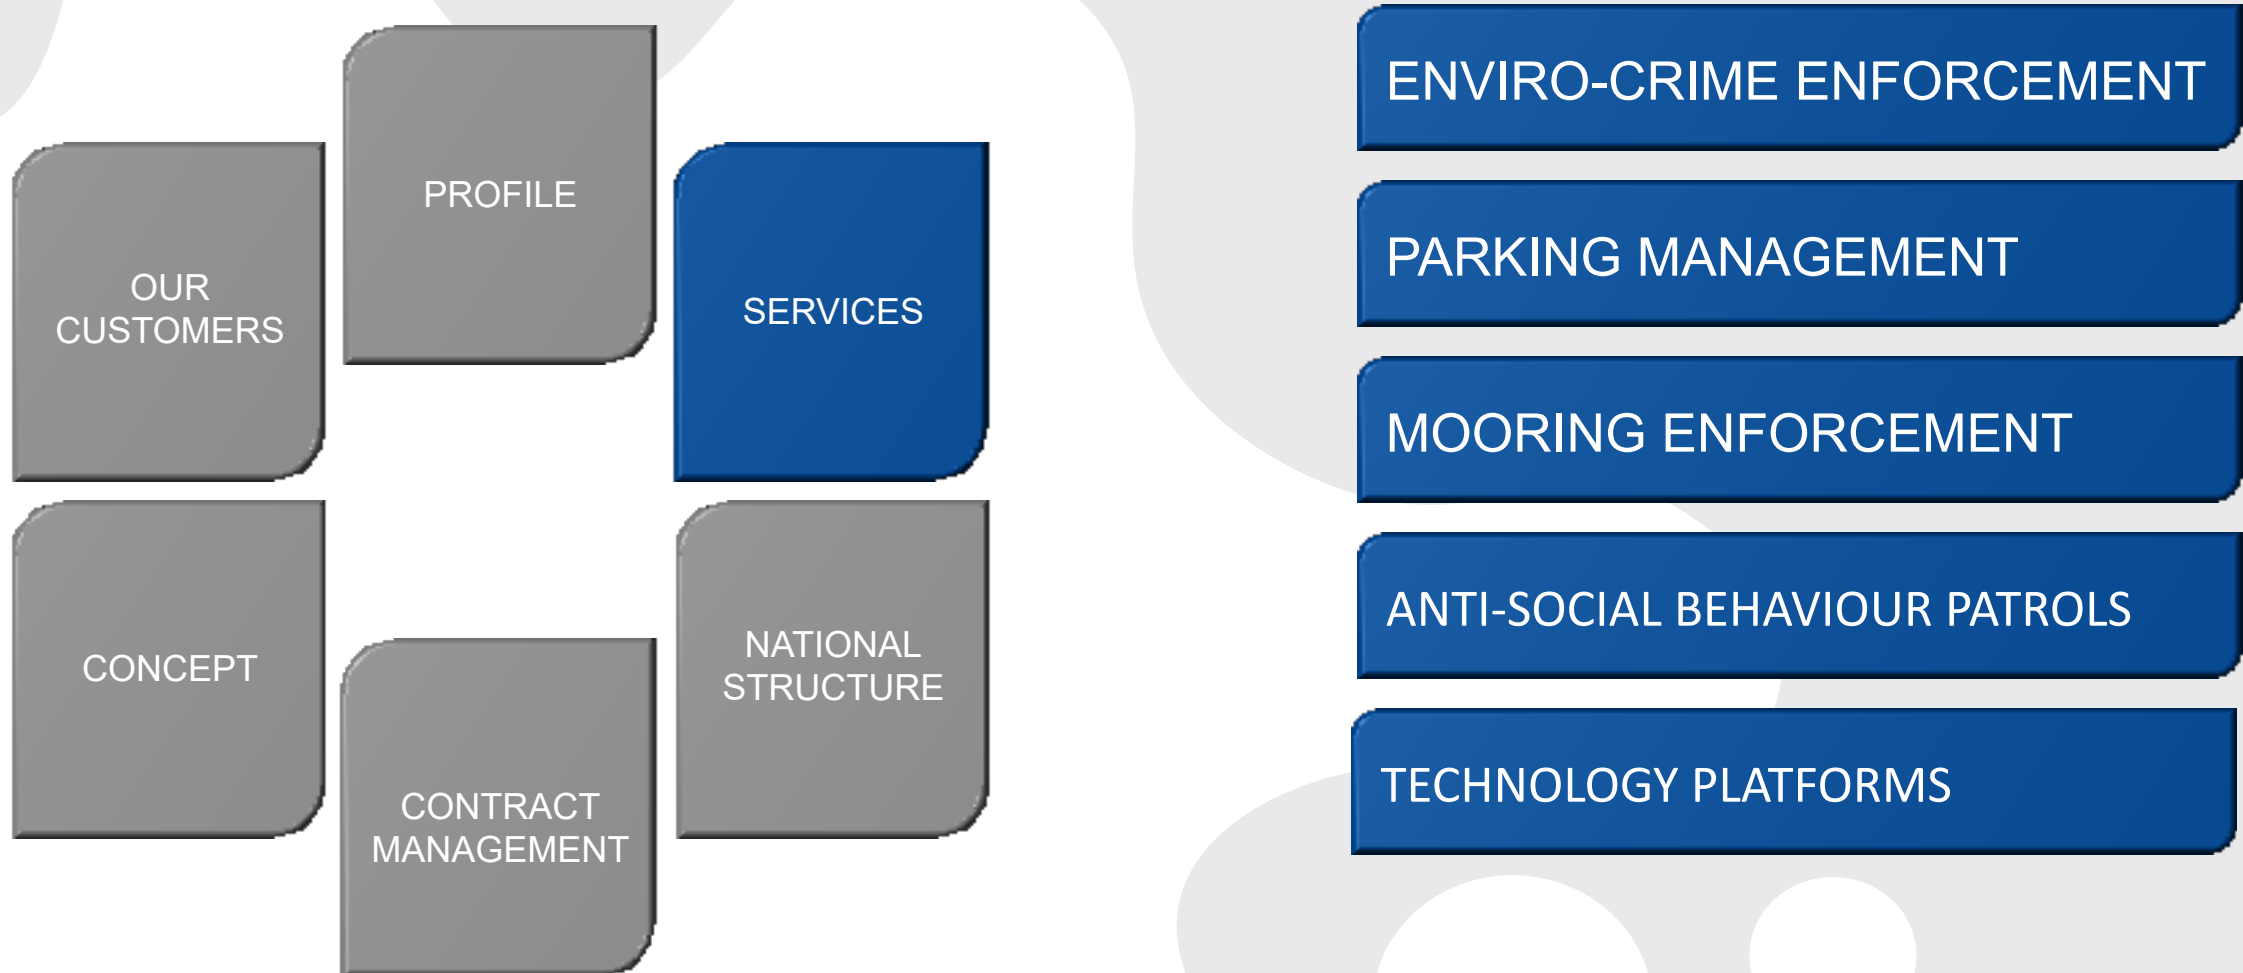 PROFILE
OUR
CUSTOMERS
SERVICES
CONCEPT
NATIONAL
STRUCTURE
CONTRACT
MANAGEMENT
ENVIRO-CRIME ENFORCEMENT
PARKING MANAGEMENT
MOORING ENFORCEMENT
ANTI-SOCIAL BEHAVIOUR PATROLS
TECHNOLOGY PLATFORMS